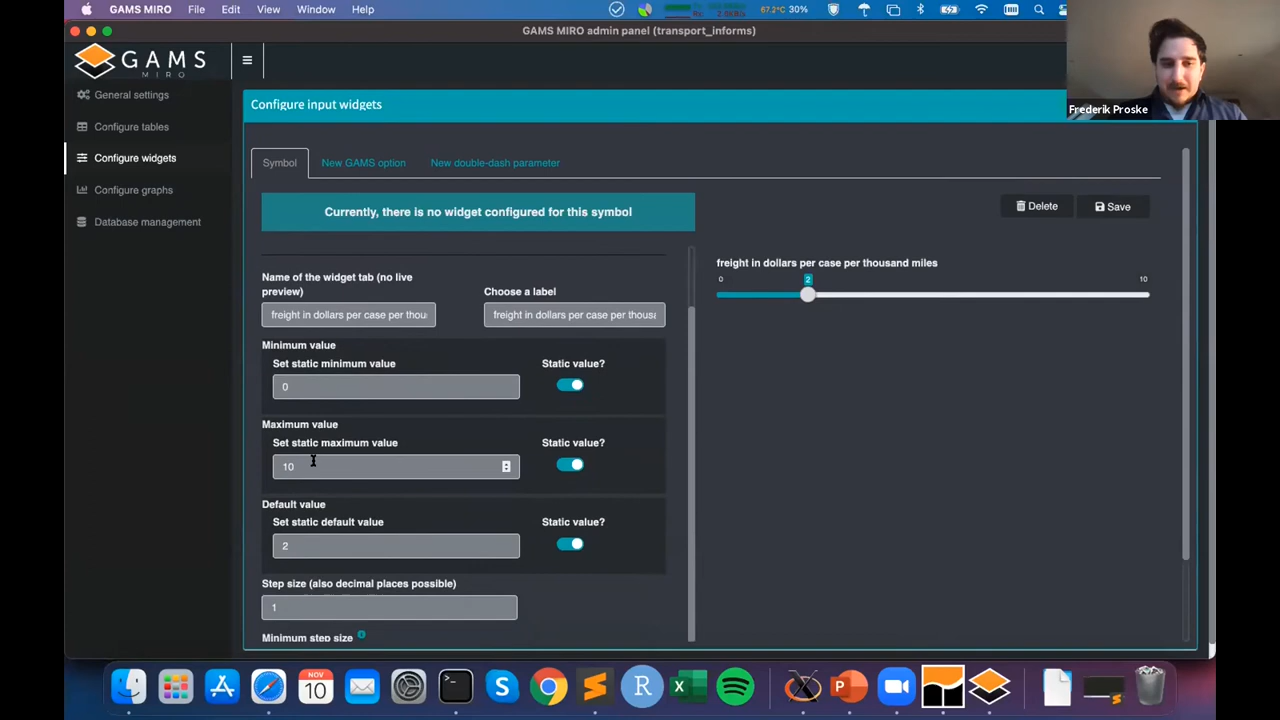 GAMS MIRO File Edit View Window Help 67.2°C 30%
GAMS MIRO admin panel (transport_informs)
GAMS
MIRO
Frederik Proske
General settings
Configure tables
Configure widgets
Configure graphs
Database management
Configure input widgets
Symbol New GAMS option New double-dash parameter
Currently, there is no widget configured for this symbol
Delete Save
Name of the widget tab (no live
preview)
Choose a label
freight in dollars per case per thou
freight in dollars per case per thousa
Minimum value
Set static minimum value Static value?
0
Maximum value
Set static maximum value Static value?
10
Default value
Set static default value Static value?
2
Step size (also decimal places possible)
1
Minimum step size
freight in dollars per case per thousand miles
0 2 10
NOV
10